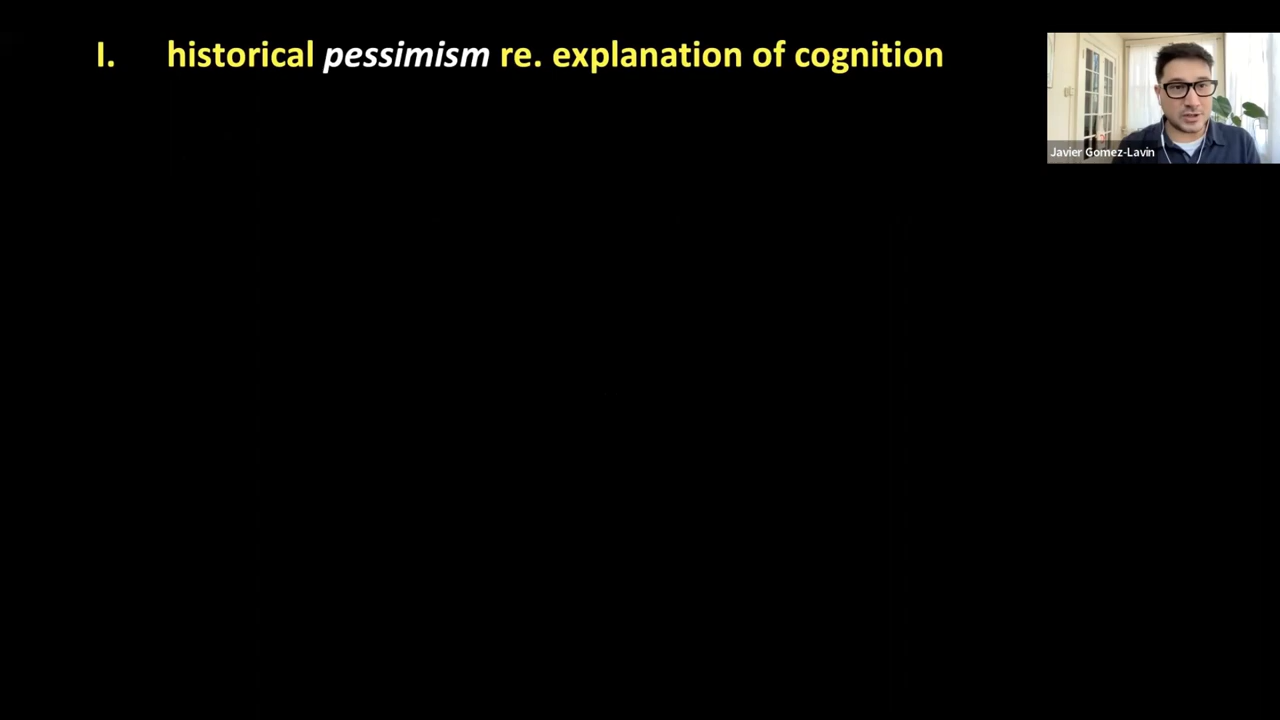 I. historical pessimism re. explanation of cognition
Javier Gomez-Lavin